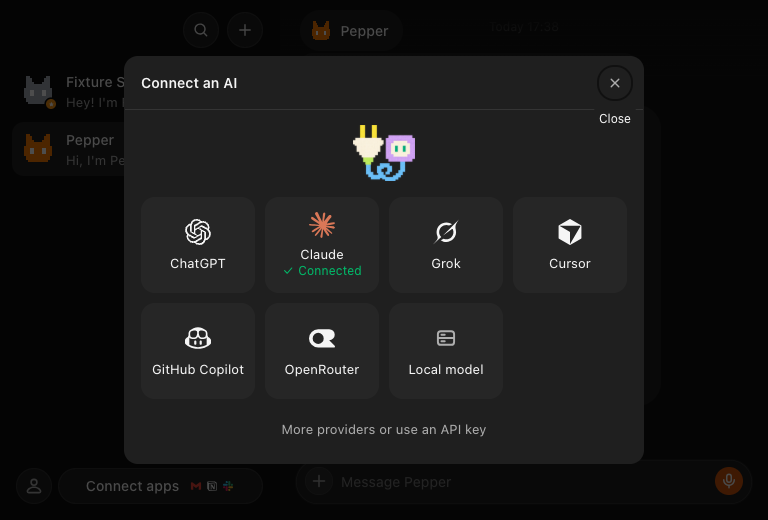 Today 17:36
Pepper
Fixture S
Hey! I'm
Pepper
Hi, I'm Pe
Connect an AI
Close
ChatGPT
Claude
Connected
Grok
Cursor
GitHub Copilot
OpenRouter
Local model
More providers or use an API key
Connect apps
Message Pepper